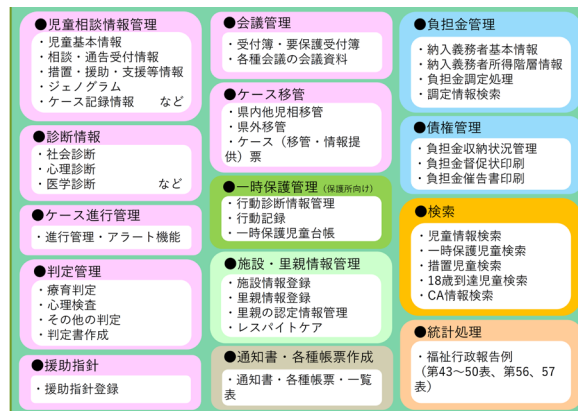 ●児童相談情報管理
・児童基本情報
・相談・通告受付情報
・措置・援助・支援等情報
・ジェノグラム
・ケース記録情報 など
●診断情報
・社会診断
・心理診断
・医学診断 など
●ケース進行管理
・進行管理・アラート機能
●判定管理
・療育判定
・心理検査
・その他の判定
・判定書作成
●援助指針
・援助指針登録
●会議管理
・受付簿・要保護受付簿
・各種会議の会議資料
●ケース移管
・県内他児相移管
・県外移管
・ケース（移管・情報提
供）票
●一時保護管理（保護所向け）
・行動診断情報管理
・行動記録
・一時保護児童台帳
●施設・里親情報管理
・施設情報登録
・里親情報登録
・里親の認定情報管理
・レスパイトケア
●通知書・各種帳票作成
・通知書・各種帳票・一覧
表
●負担金管理
・納入義務者基本情報
・納入義務者所得階層情報
・負担金調定処理
・調定情報検索
●債権管理
・負担金収納状況管理
・負担金督促状印刷
・負担金催告書印刷
●検索
・児童情報検索
・一時保護児童検索
・措置児童検索
・18歳到達児童検索
・CA情報検索
●統計処理
・福祉行政報告例
（第43～50表、第56、57
表）